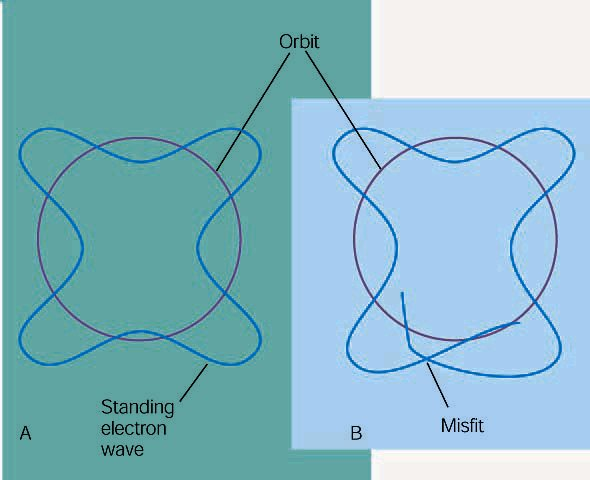 Orbit
Standing
electron
wave
A
B
Misfit